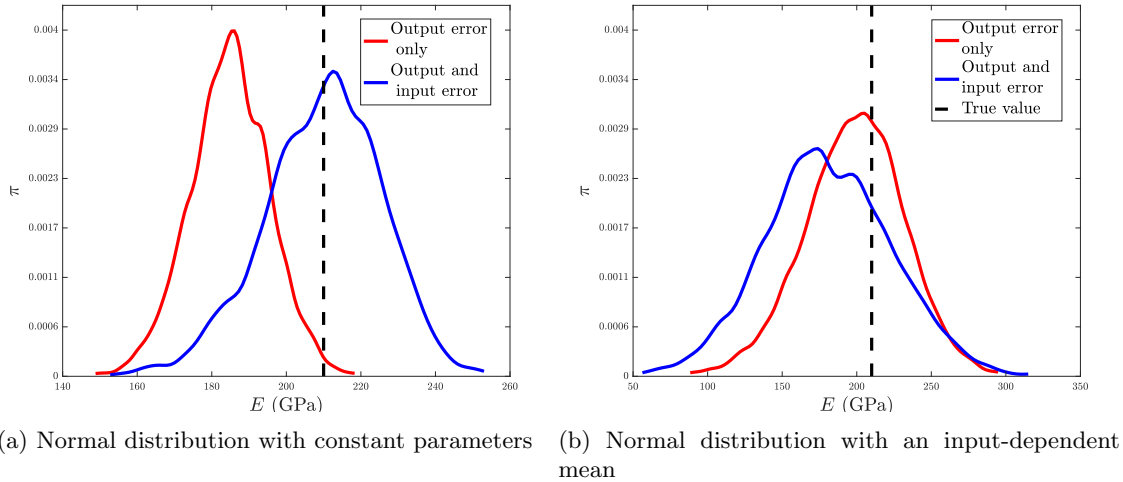 0.004
0.0034
0.0029
0.0023
0.0017
0.0011
0.0006
0
π
140
160
180
200
220
240
260
E (GPa)
Output error
only
Output and
input error
(a) Normal distribution with constant parameters
0.004
0.0034
0.0029
0.0023
0.0017
0.0011
0.0006
0
π
50
100
150
200
250
300
350
E (GPa)
Output error
only
Output and
input error
True value
(b) Normal distribution with an input-dependent
mean